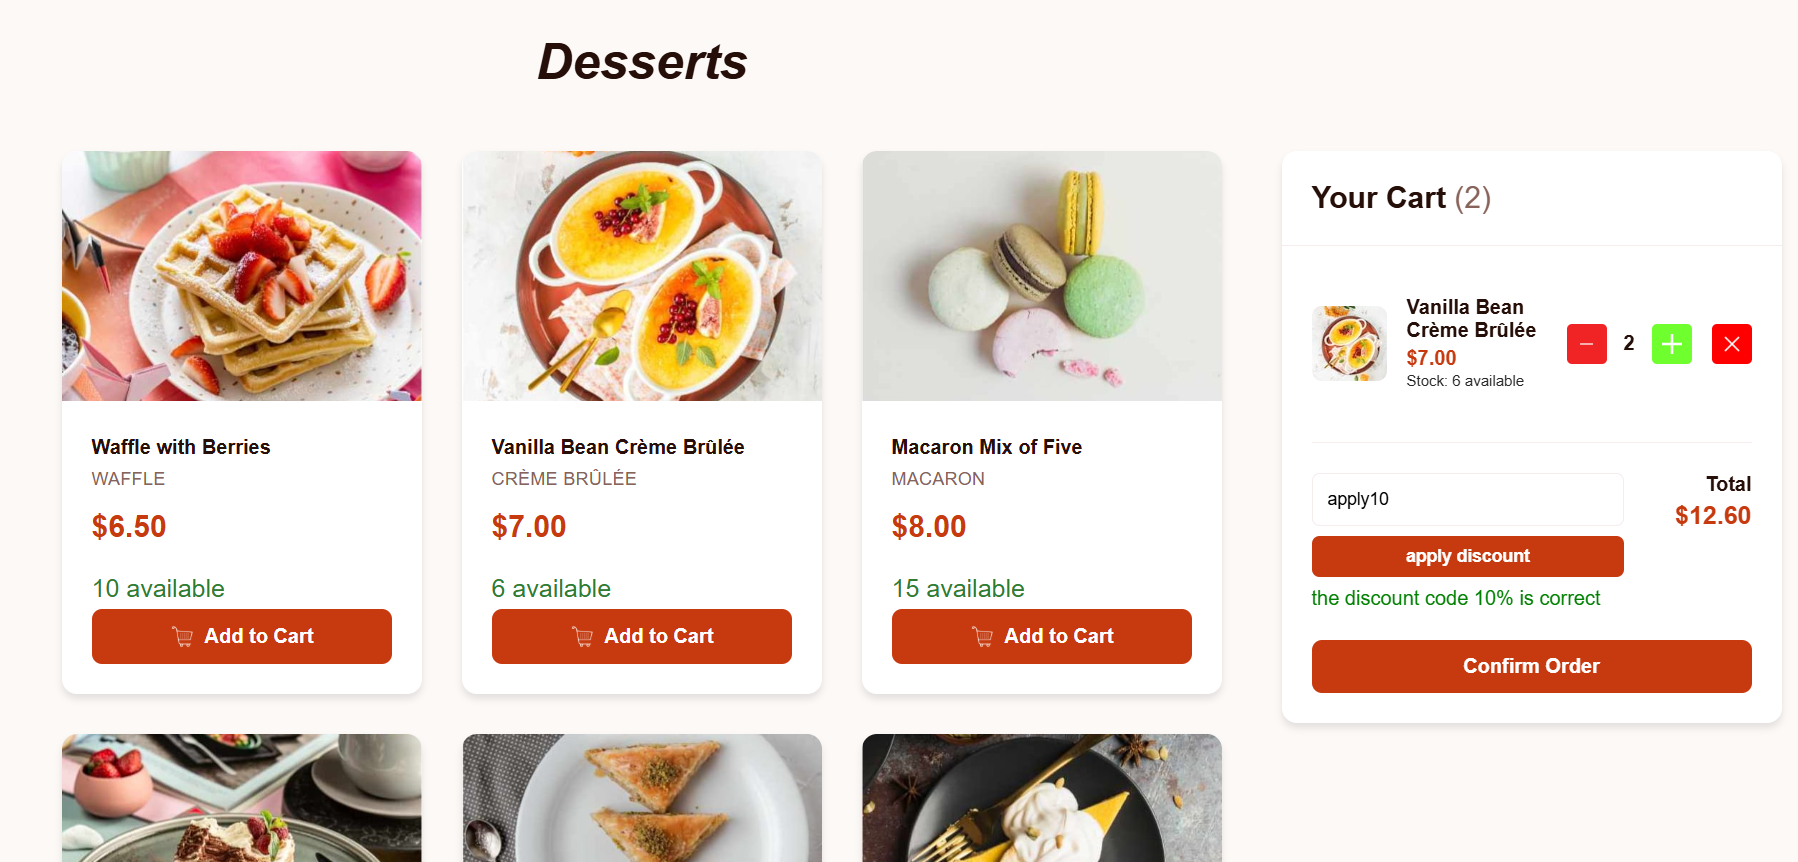 Desserts
Waffle with Berries
WAFFLE
$6.50
10 available
Add to Cart
Vanilla Bean Crème Brûlée
CRÈME BRÛLÉE
$7.00
6 available
Add to Cart
Macaron Mix of Five
MACARON
$8.00
15 available
Add to Cart
Your Cart (2)
Vanilla Bean
Crème Brûlée
$7.00
Stock: 6 available
2
apply10
Total
$12.60
apply discount
the discount code 10% is correct
Confirm Order